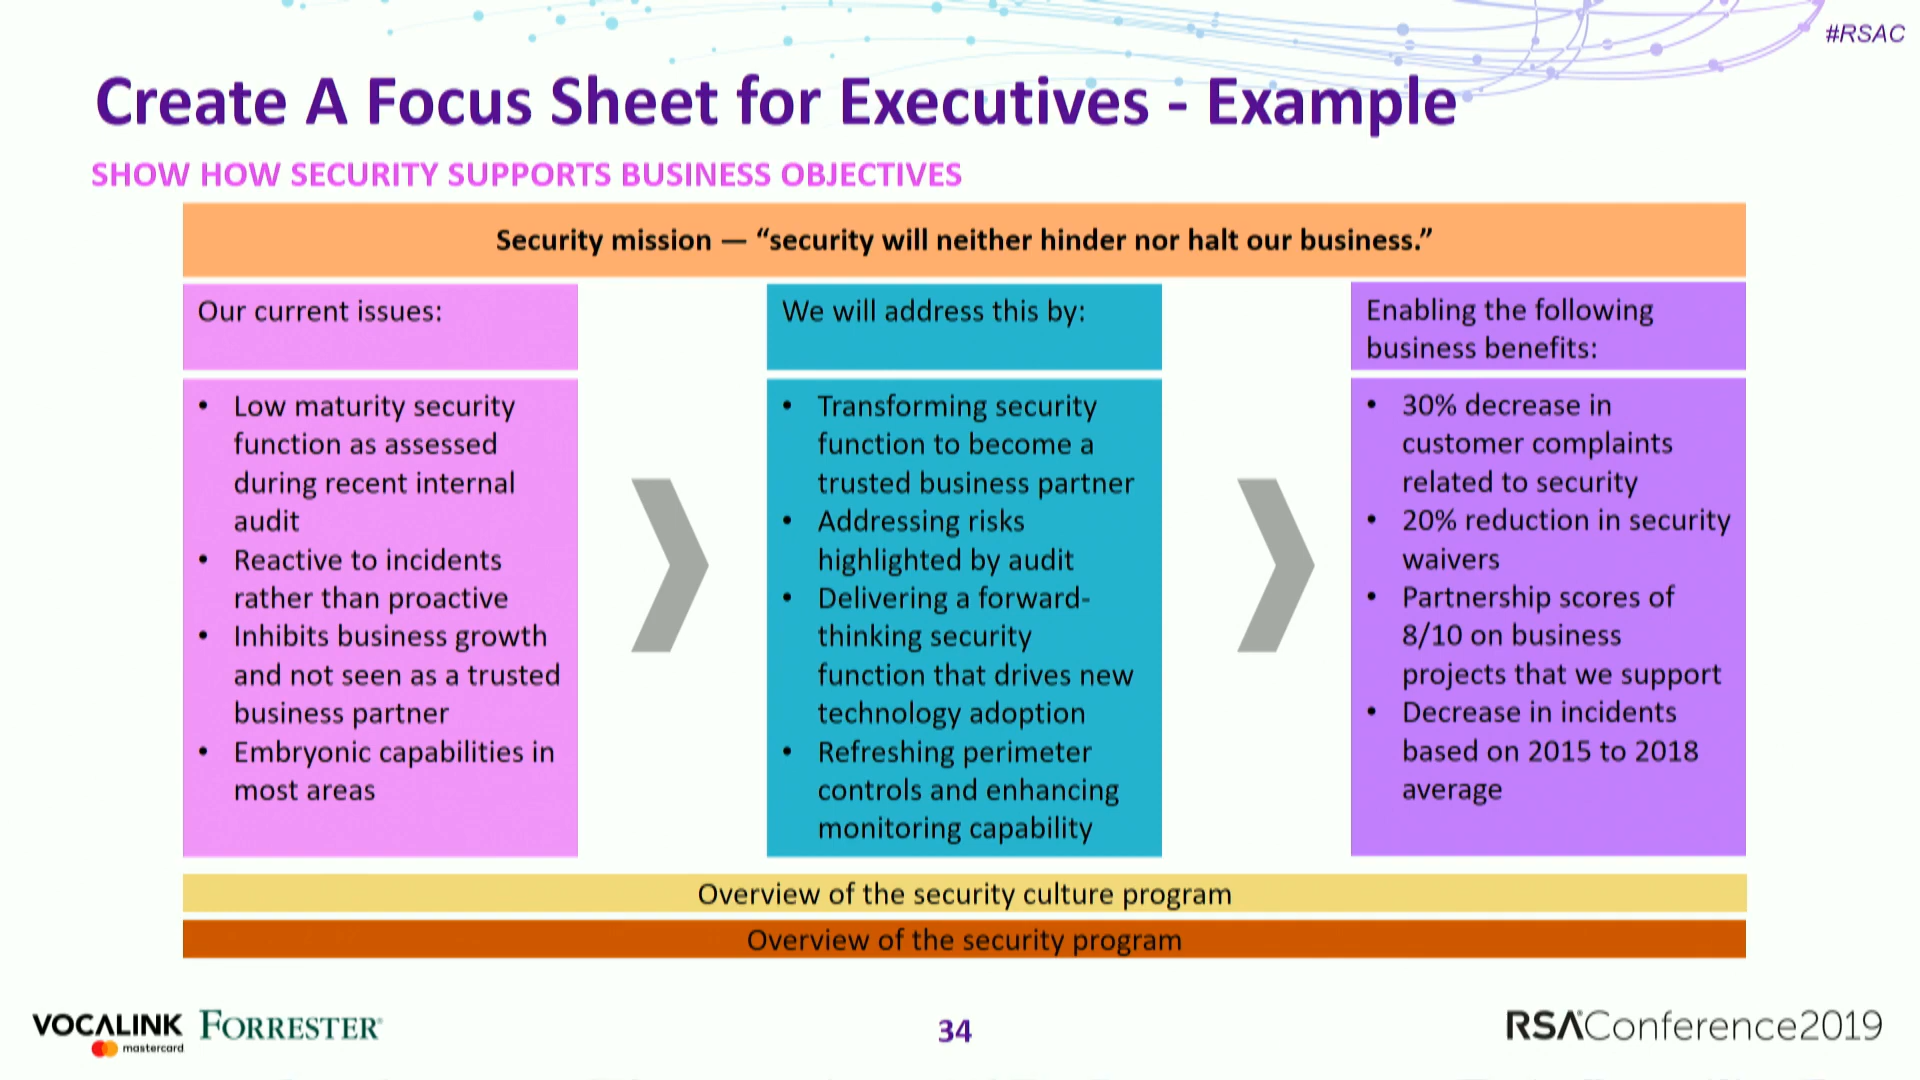 #RSAC
Create A Focus Sheet for Executives - Example
SHOW HOW SECURITY SUPPORTS BUSINESS OBJECTIVES
Security mission — “security will neither hinder nor halt our business.”
Our current issues:
• Low maturity security
function as assessed
during recent internal
audit
• Reactive to incidents
rather than proactive
• Inhibits business growth
and not seen as a trusted
business partner
• Embryonic capabilities in
most areas
We will address this by:
• Transforming security
function to become a
trusted business partner
• Addressing risks
highlighted by audit
• Delivering a forward-
thinking security
function that drives new
technology adoption
• Refreshing perimeter
controls and enhancing
monitoring capability
Enabling the following
business benefits:
• 30% decrease in
customer complaints
related to security
• 20% reduction in security
waivers
• Partnership scores of
8/10 on business
projects that we support
• Decrease in incidents
based on 2015 to 2018
average
Overview of the security culture program
Overview of the security program
VOCALINK
mastercard
FORRESTER®
34
RSAConference2019